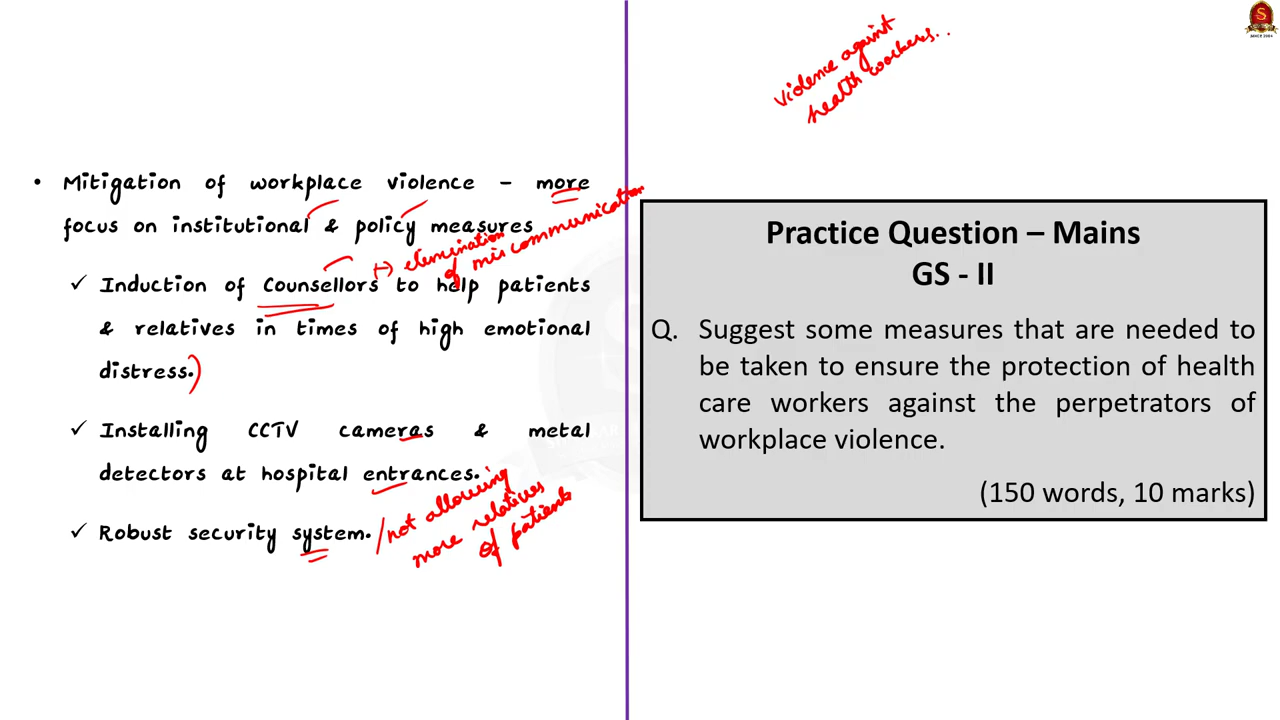 • Mitigation of workplace violence - more
focus on institutional & policy measures
↦ elemination
of miscommunication
✓ Induction of Counsellors to help patients
& relatives in times of high emotional
distress.)
✓ Installing CCTV cameras & metal
detectors at hospital entrances.
✓ Robust security system.
/not allowing
more relatives
of patients
violence against
health workers..
Practice Question – Mains
GS - II
Q. Suggest some measures that are needed to
be taken to ensure the protection of health
care workers against the perpetrators of
workplace violence.
(150 words, 10 marks)